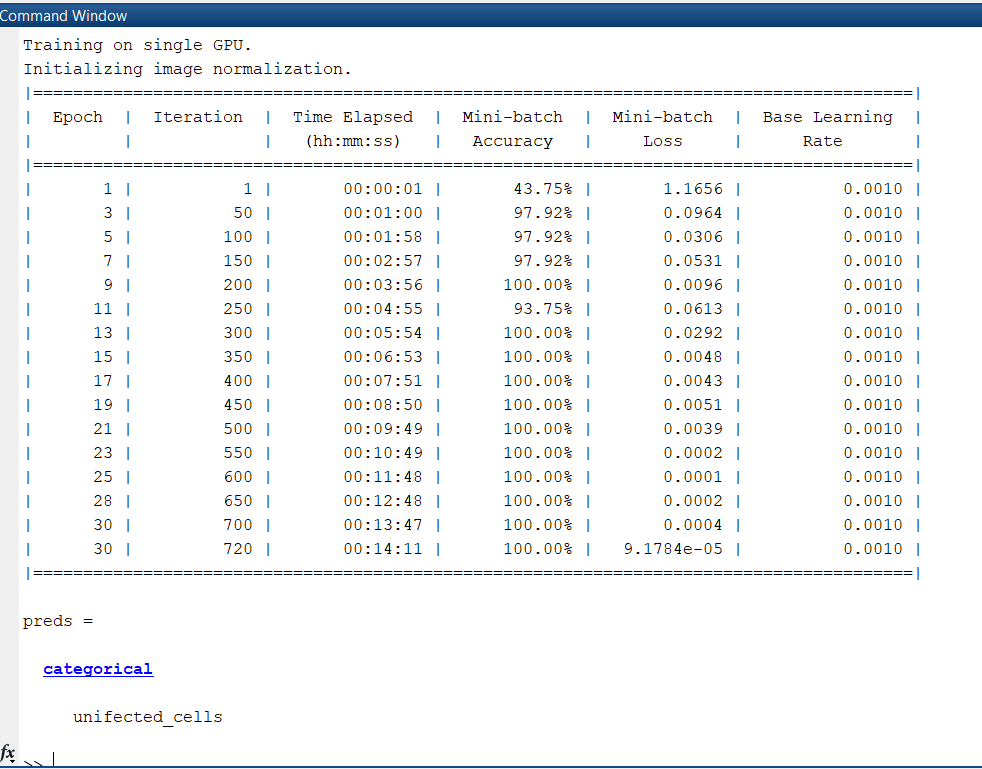 Command Window
Training on single GPU.
Initializing image normalization.
|========================================================================================|
| Epoch | Iteration | Time Elapsed | Mini-batch | Mini-batch | Base Learning |
| | | (hh:mm:ss) | Accuracy | Loss | Rate |
|========================================================================================|
| 1 | 1 | 00:00:01 | 43.75% | 1.1656 | 0.0010 |
| 3 | 50 | 00:01:00 | 97.92% | 0.0964 | 0.0010 |
| 5 | 100 | 00:01:58 | 97.92% | 0.0306 | 0.0010 |
| 7 | 150 | 00:02:57 | 97.92% | 0.0531 | 0.0010 |
| 9 | 200 | 00:03:56 | 100.00% | 0.0096 | 0.0010 |
| 11 | 250 | 00:04:55 | 93.75% | 0.0613 | 0.0010 |
| 13 | 300 | 00:05:54 | 100.00% | 0.0292 | 0.0010 |
| 15 | 350 | 00:06:53 | 100.00% | 0.0048 | 0.0010 |
| 17 | 400 | 00:07:51 | 100.00% | 0.0043 | 0.0010 |
| 19 | 450 | 00:08:50 | 100.00% | 0.0051 | 0.0010 |
| 21 | 500 | 00:09:49 | 100.00% | 0.0039 | 0.0010 |
| 23 | 550 | 00:10:49 | 100.00% | 0.0002 | 0.0010 |
| 25 | 600 | 00:11:48 | 100.00% | 0.0001 | 0.0010 |
| 28 | 650 | 00:12:48 | 100.00% | 0.0002 | 0.0010 |
| 30 | 700 | 00:13:47 | 100.00% | 0.0004 | 0.0010 |
| 30 | 720 | 00:14:11 | 100.00% | 9.1784e-05 | 0.0010 |
|========================================================================================|
preds =
categorical
unifected_cells
fx >>